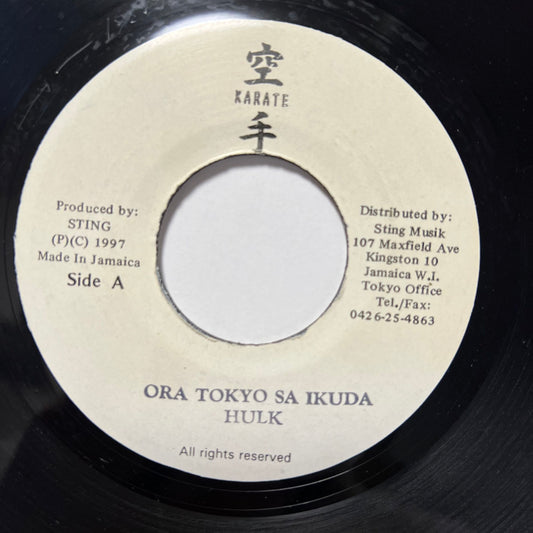 空
KARATE
手
Produced by:
STING
(P)(C) 1997
Made In Jamaica
Side A
Distributed by:
Sting Musik
107 Maxfield Ave
Kingston 10
Jamaica W.I.
Tokyo Office
Tel./Fax:
0426-25-4863
ORA TOKYO SA IKUDA
HULK
All rights reserved